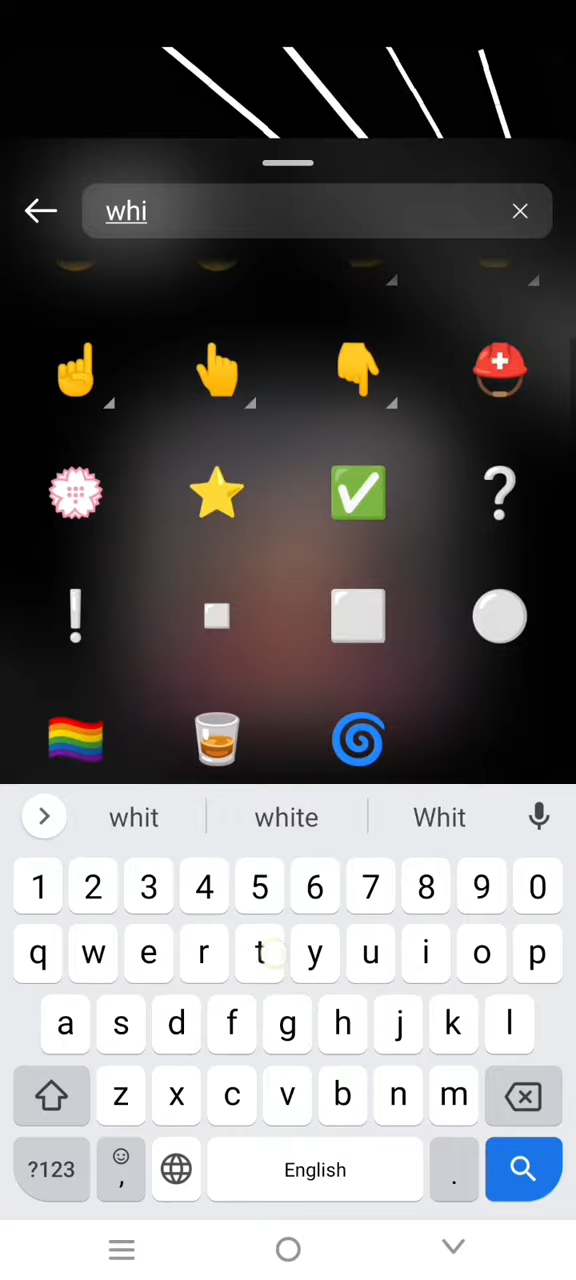 whi
whit white Whit
1 2 3 4 5 6 7 8 9 0
q w e r t y u i o p
a s d f g h j k l
z x c v b n m
?123 , English .